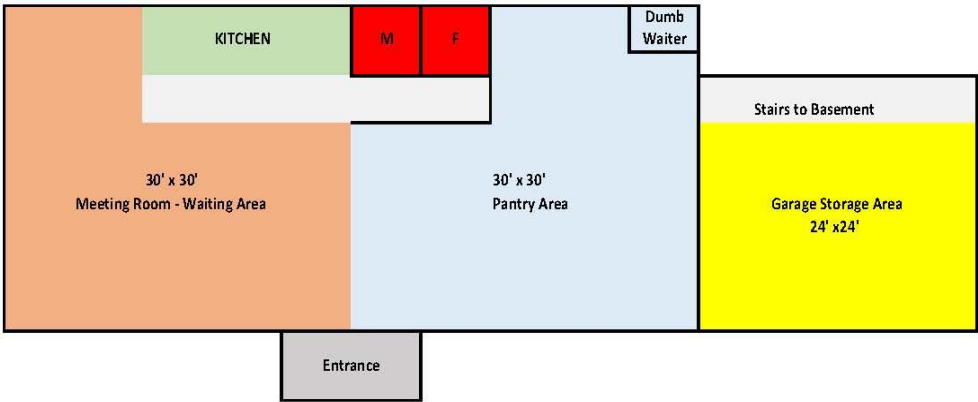 KITCHEN
M
F
Dumb
Waiter
Stairs to Basement
30' x 30'
Meeting Room - Waiting Area
30' x 30'
Pantry Area
Garage Storage Area
24' x24'
Entrance